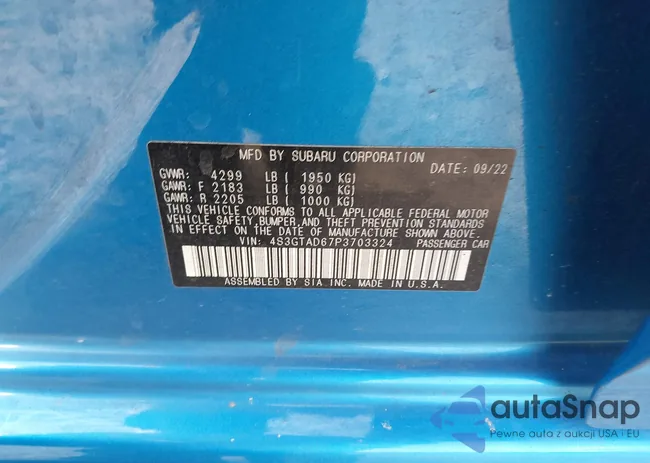 MFD BY SUBARU CORPORATION
DATE: 09/22
GVWR: 4299 LB ( 1950 KG)
GAWR: F 2183 LB ( 990 KG)
GAWR: R 2205 LB ( 1000 KG)
THIS VEHICLE CONFORMS TO ALL APPLICABLE FEDERAL MOTOR
VEHICLE SAFETY, BUMPER, AND THEFT PREVENTION STANDARDS
IN EFFECT ON THE DATE OF MANUFACTURE SHOWN ABOVE.
VIN: 4S3GTAD67P3703324 PASSENGER CAR
ASSEMBLED BY SIA INC. MADE IN U.S.A.
autaSnap
Pewne auta z aukcji USA i EU